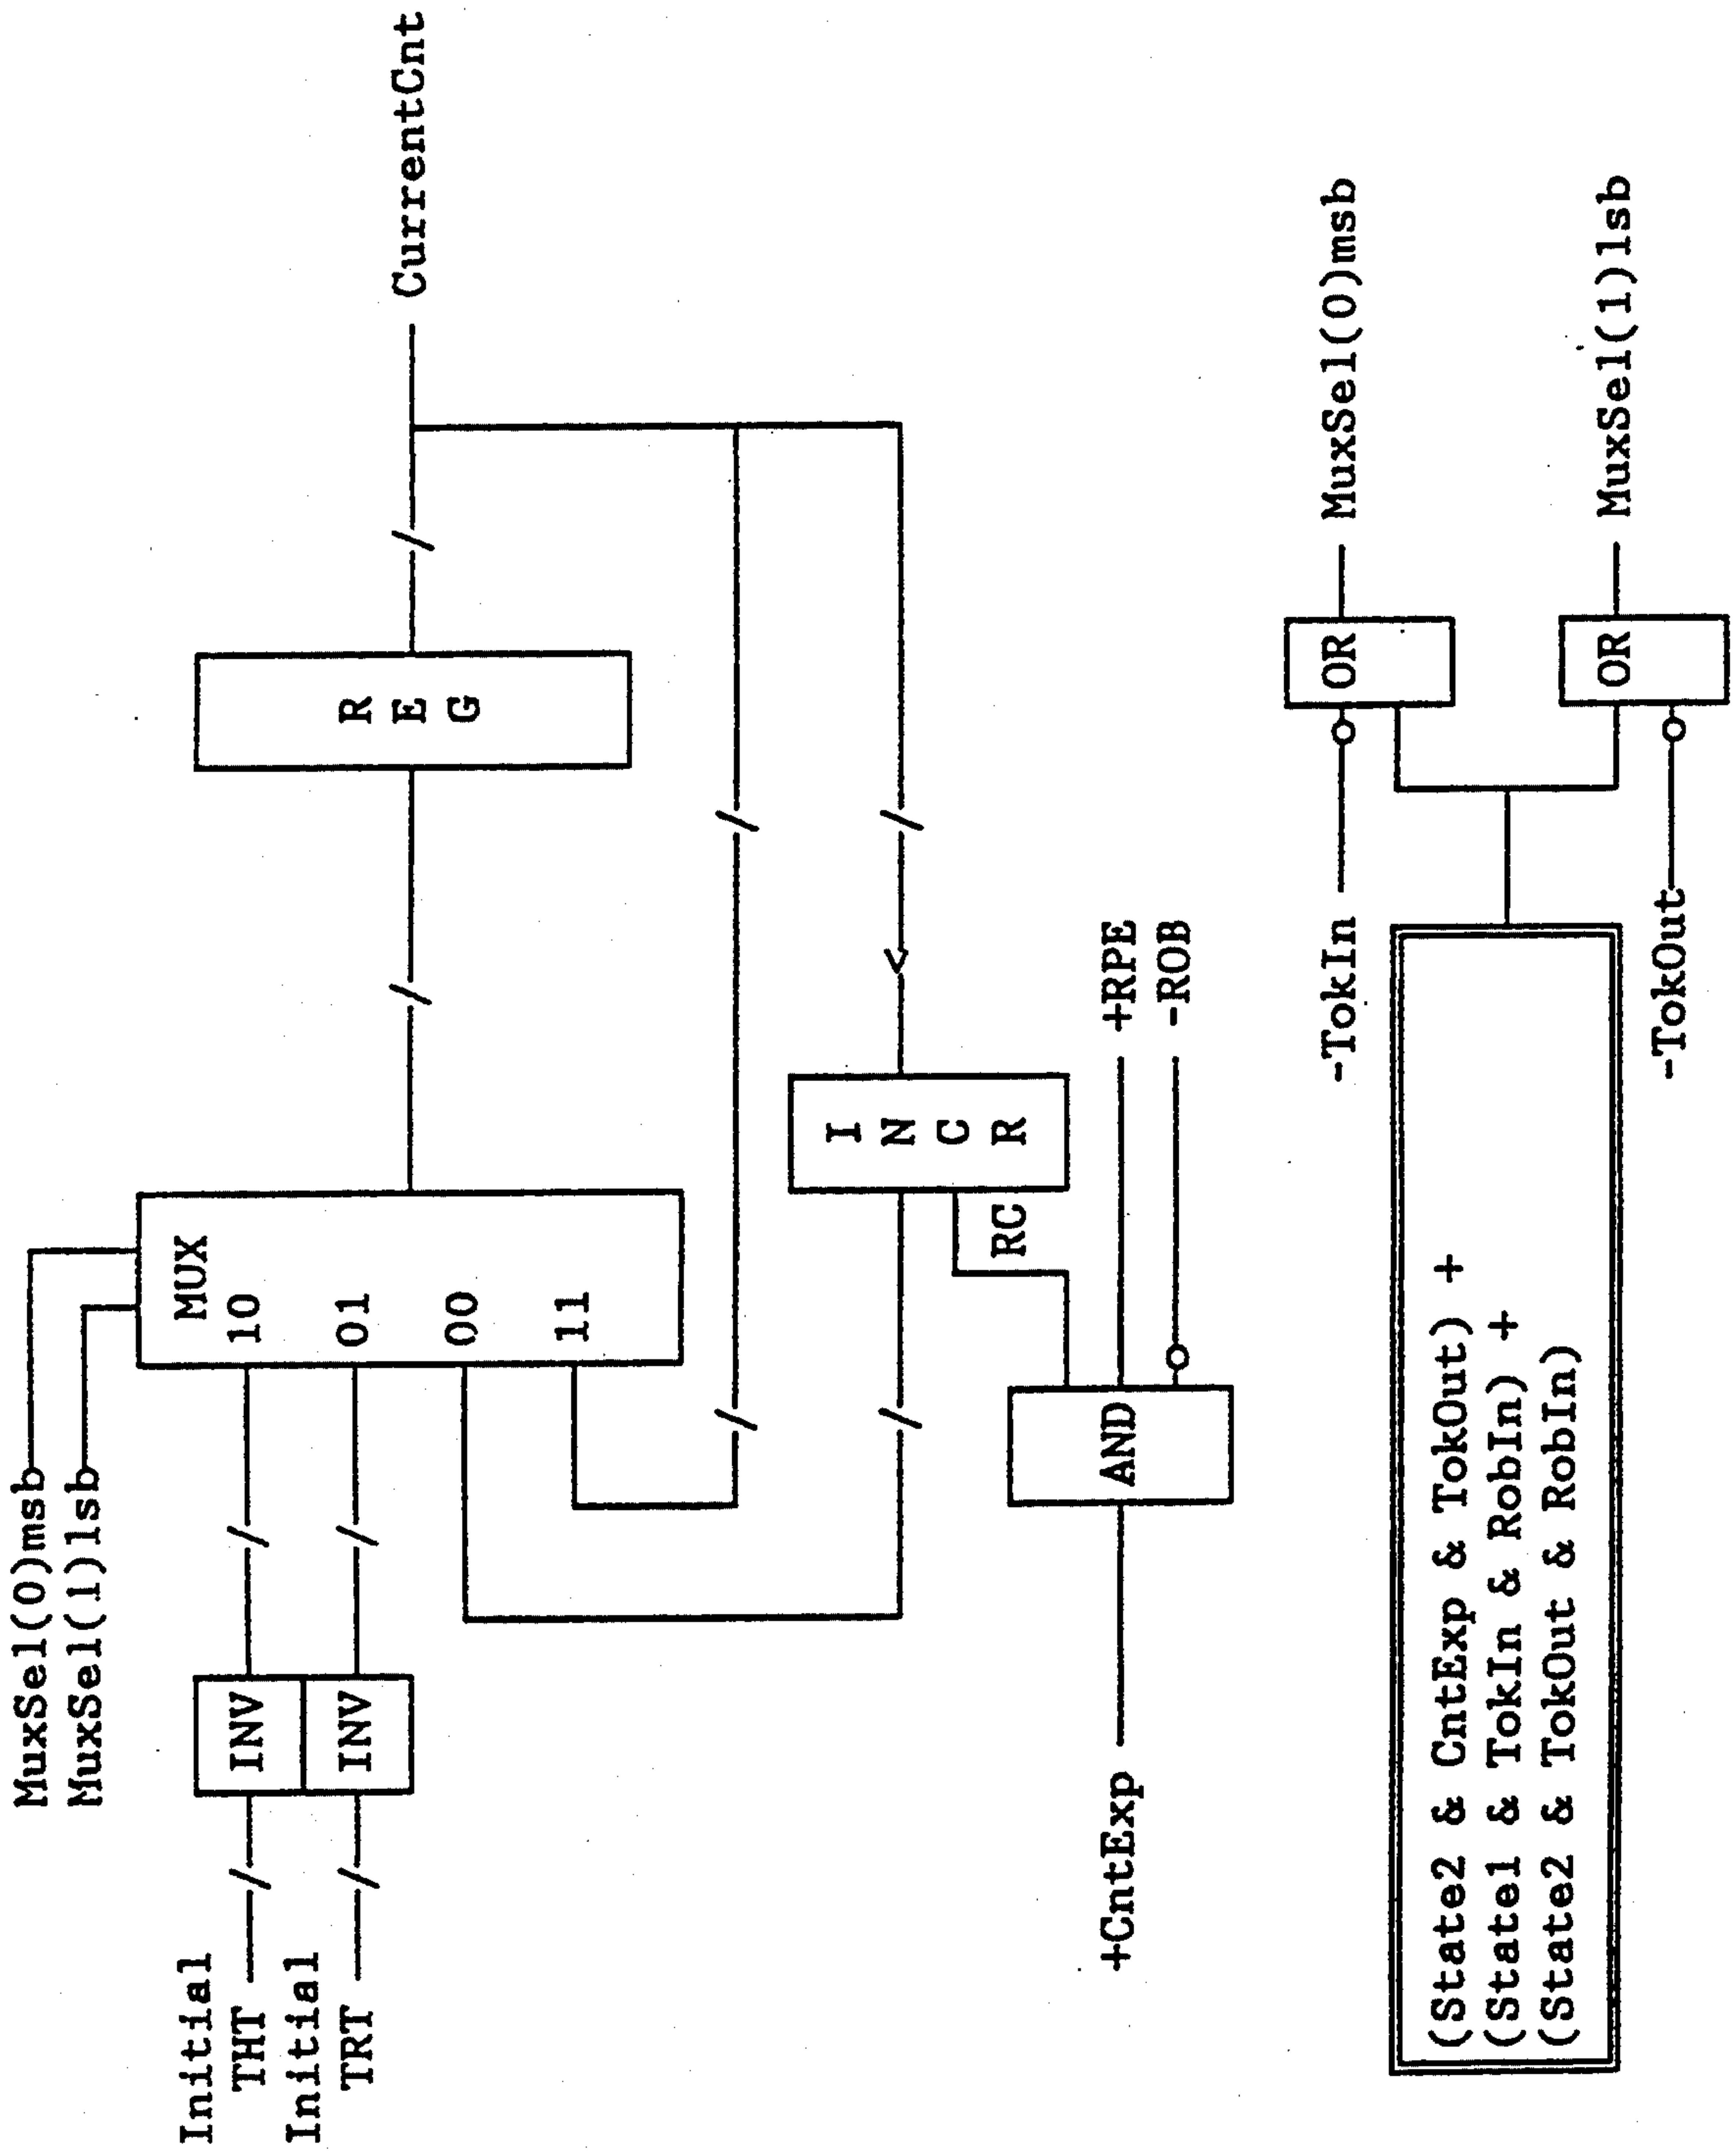 MuxSel(0)msb
MuxSel(1)lsb
Initial
THT
Initial
TRT
INV
INV
MUX
10
01
00
11
R
E
G
CurrentCnt
I
N
C
R
RC
+CntExp
AND
+RPE
-ROB
(State2 & CntExp & TokOut) +
(State1 & TokIn & RobIn) +
(State2 & TokOut & RobIn)
-TokIn
OR
MuxSel(0)msb
-TokOut
OR
MuxSel(1)lsb